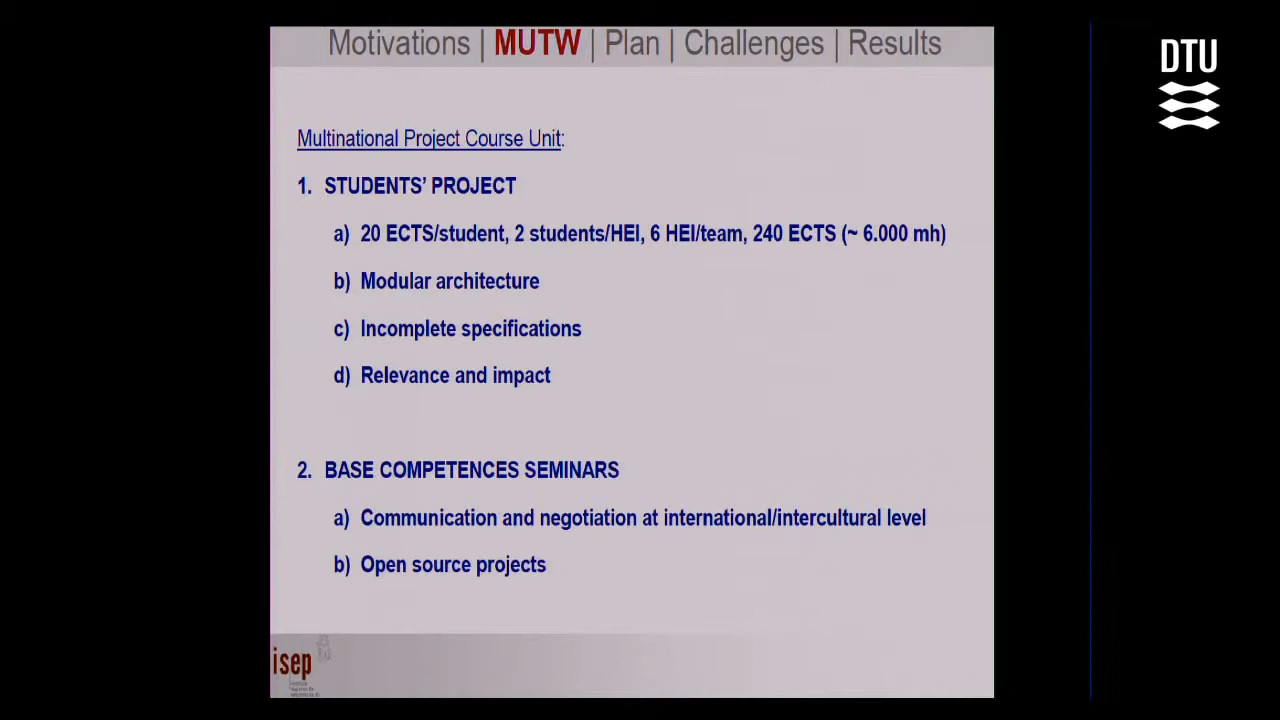 Motivations | MUTW | Plan | Challenges | Results
DTU
Multinational Project Course Unit:
1. STUDENTS' PROJECT
a) 20 ECTS/student, 2 students/HEI, 6 HEI/team, 240 ECTS (~ 6.000 mh)
b) Modular architecture
c) Incomplete specifications
d) Relevance and impact
2. BASE COMPETENCES SEMINARS
a) Communication and negotiation at international/intercultural level
b) Open source projects
isep